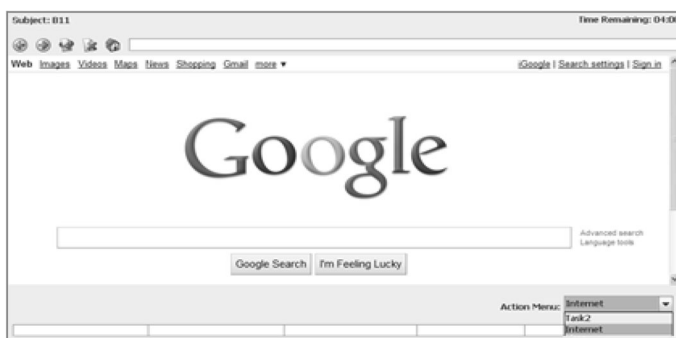 Subject: B11 Time Remaining: 04:0
Web Images Videos Maps News Shopping Gmail more ▼ iGoogle | Search settings | Sign in
Google
Advanced search
Language tools
Google Search I'm Feeling Lucky
Action Menu: Internet
Task2
Internet